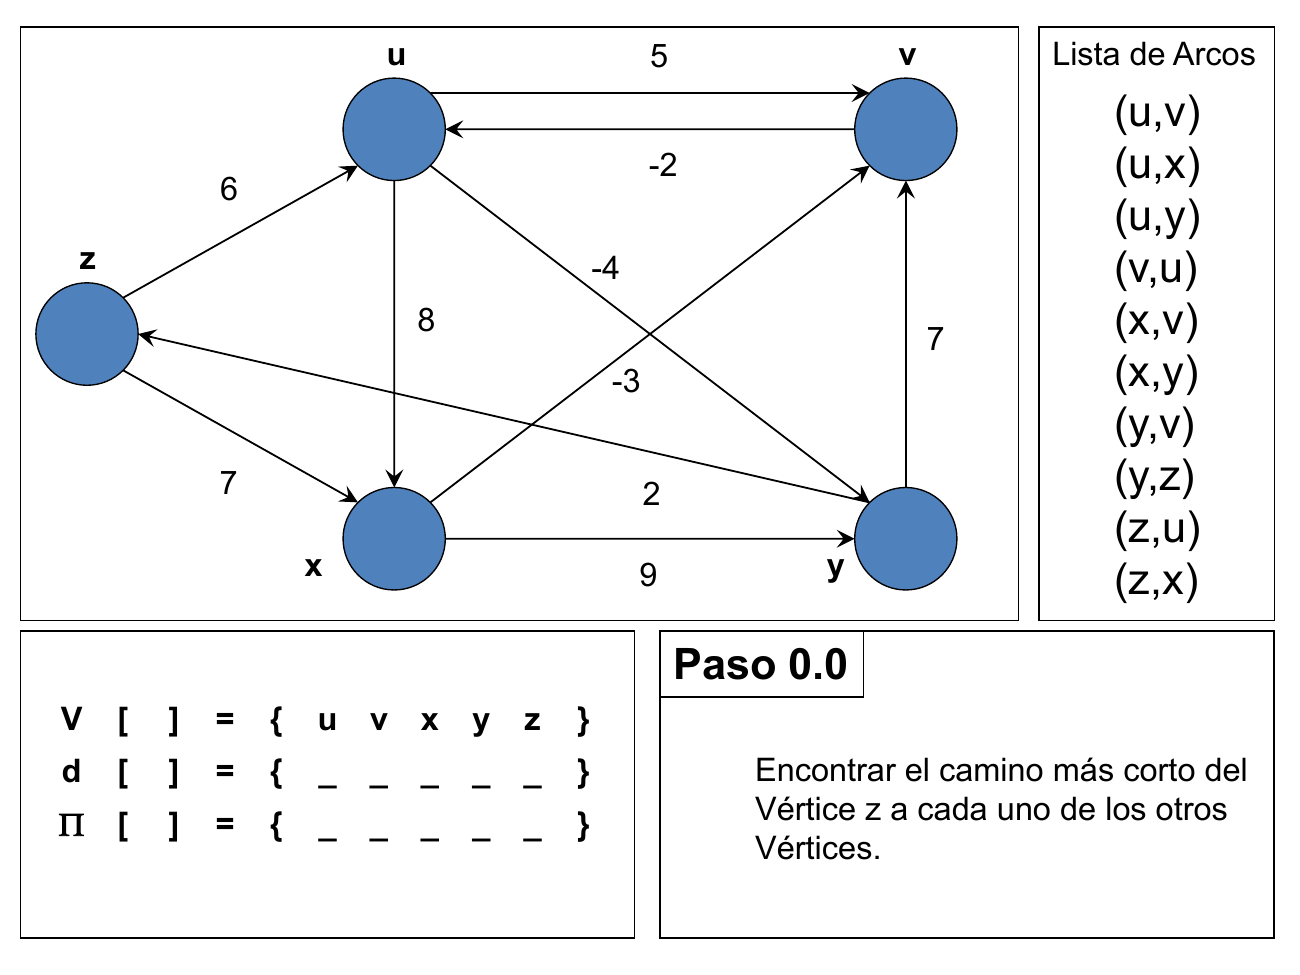 u
5
v
-2
6
z
-4
8
7
-3
7
2
x
9
y
Lista de Arcos
(u,v)
(u,x)
(u,y)
(v,u)
(x,v)
(x,y)
(y,v)
(y,z)
(z,u)
(z,x)
V [ ] = { u v x y z }
d [ ] = { _ _ _ _ _ }
Π [ ] = { _ _ _ _ _ }
Paso 0.0
Encontrar el camino más corto del
Vértice z a cada uno de los otros
Vértices.